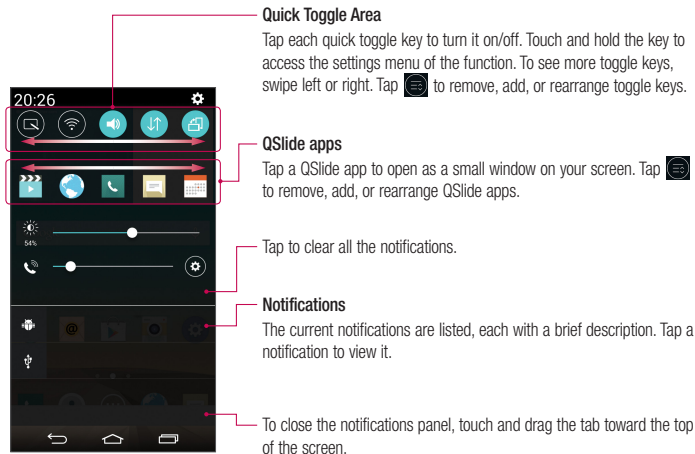 Quick Toggle Area
Tap each quick toggle key to turn it on/off. Touch and hold the key to
access the settings menu of the function. To see more toggle keys,
swipe left or right. Tap to remove, add, or rearrange toggle keys.
20:26
QSlide apps
Tap a QSlide app to open as a small window on your screen. Tap
to remove, add, or rearrange QSlide apps.
54%
Tap to clear all the notifications.
Notifications
The current notifications are listed, each with a brief description. Tap a
notification to view it.
To close the notifications panel, touch and drag the tab toward the top
of the screen.